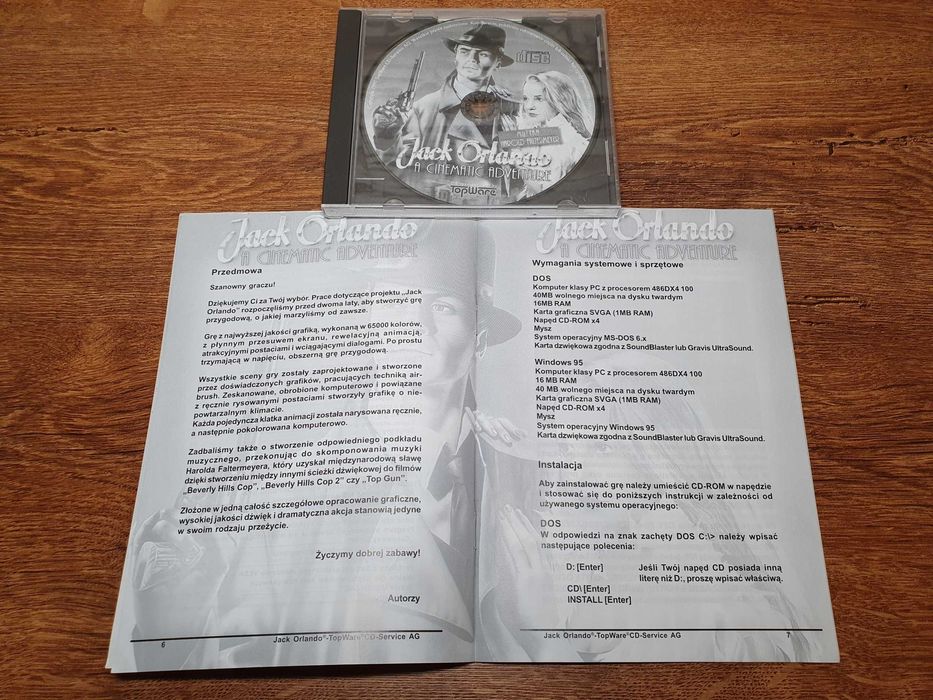 disc
MUZYKA
HAROLD FALTERMEYER
Jack Orlando
A CINEMATIC ADVENTURE
TopWare
Jack Orlando
A CINEMATIC ADVENTURE
Przedmowa
Szanowny graczu!
Dziękujemy Ci za Twój wybór. Prace dotyczące projektu „Jack
Orlando” rozpoczęliśmy przed dwoma laty, aby stworzyć grę
przygodową, o jakiej marzyliśmy od zawsze.
Grę z najwyższej jakości grafiką, wykonaną w 65000 kolorów,
z płynnym przesuwem ekranu, rewelacyjną animacją,
atrakcyjnymi postaciami i wciągającymi dialogami. Po prostu
trzymającą w napięciu, obszerną grę przygodową.
Wszystkie sceny gry zostały zaprojektowane i stworzone
przez doświadczonych grafików, pracujących techniką air-
brush. Zeskanowane, obrobione komputerowo i powiązane
z ręcznie rysowanymi postaciami stworzyły grafikę o nie-
powtarzalnym klimacie.
Każda pojedyncza klatka animacji została narysowana ręcznie,
a następnie pokolorowana komputerowo.
Zadbaliśmy także o stworzenie odpowiedniego podkładu
muzycznego, przekonując do skomponowania muzyki
Harolda Faltermeyera, który uzyskał międzynarodową sławę
dzięki stworzeniu między innymi ścieżki dźwiękowej do filmów
„Beverly Hills Cop”, „Beverly Hills Cop 2” czy „Top Gun”.
Złożone w jedną całość szczegółowe opracowanie graficzne,
wysokiej jakości dźwięk i dramatyczna akcja stanowią jedyne
w swoim rodzaju przeżycie.
Życzymy dobrej zabawy!
Autorzy
6
Jack Orlando®-TopWare®CD-Service AG
Jack Orlando
A CINEMATIC ADVENTURE
Wymagania systemowe i sprzętowe
DOS
Komputer klasy PC z procesorem 486DX4 100
40MB wolnego miejsca na dysku twardym
16MB RAM
Karta graficzna SVGA (1MB RAM)
Napęd CD-ROM x4
Mysz
System operacyjny MS-DOS 6.x
Karta dźwiękowa zgodna z SoundBlaster lub Gravis UltraSound.
Windows 95
Komputer klasy PC z procesorem 486DX4 100
16 MB RAM
40 MB wolnego miejsca na dysku twardym
Karta graficzna SVGA (1MB RAM)
Napęd CD-ROM x4
Mysz
System operacyjny Windows 95
Karta dźwiękowa zgodna z SoundBlaster lub Gravis UltraSound.
Instalacja
Aby zainstalować grę należy umieścić CD-ROM w napędzie
i stosować się do poniższych instrukcji w zależności od
używanego systemu operacyjnego:
DOS
W odpowiedzi na znak zachęty DOS C:\> należy wpisać
następujące polecenia:
D: [Enter] Jeśli Twój napęd CD posiada inną
literę niż D:, proszę wpisać właściwą.
CD\ [Enter]
INSTALL [Enter]
Jack Orlando®-TopWare®CD-Service AG
7